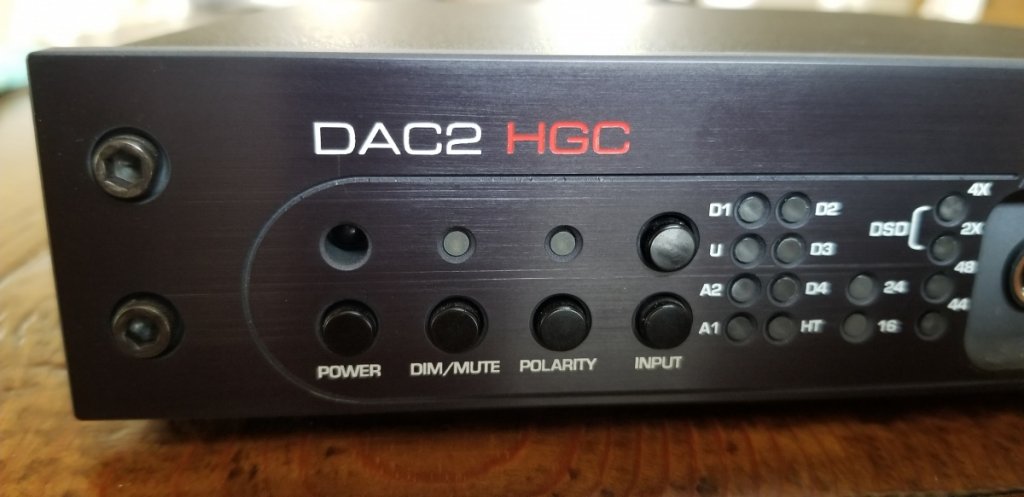 DAC2 HGC
4X
D1 D2
DSD 2X
U D3
48
A2 D4 24
44
A1 HT 16
POWER DIM/MUTE POLARITY INPUT